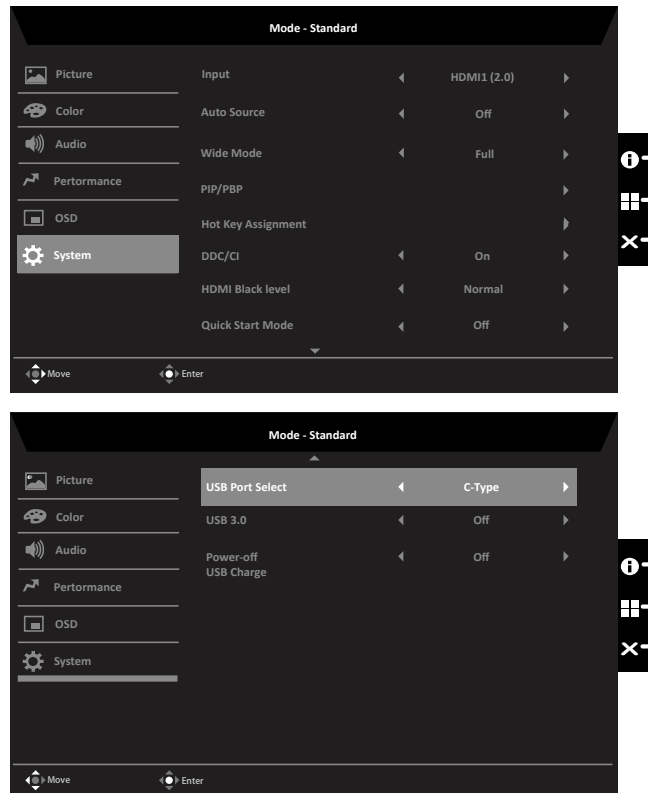 Mode - Standard
Picture
Input HDMI1 (2.0)
Color
Auto Source Off
Audio
Wide Mode Full
Pertormance
PIP/PBP
OSD
Hot Key Assignment
System
DDC/CI On
HDMI Black level Normal
Quick Start Mode Off
Move Enter
Mode - Standard
Picture
USB Port Select C-Type
Color
USB 3.0 Off
Audio
Power-off Off
USB Charge
Pertormance
OSD
System
Move Enter